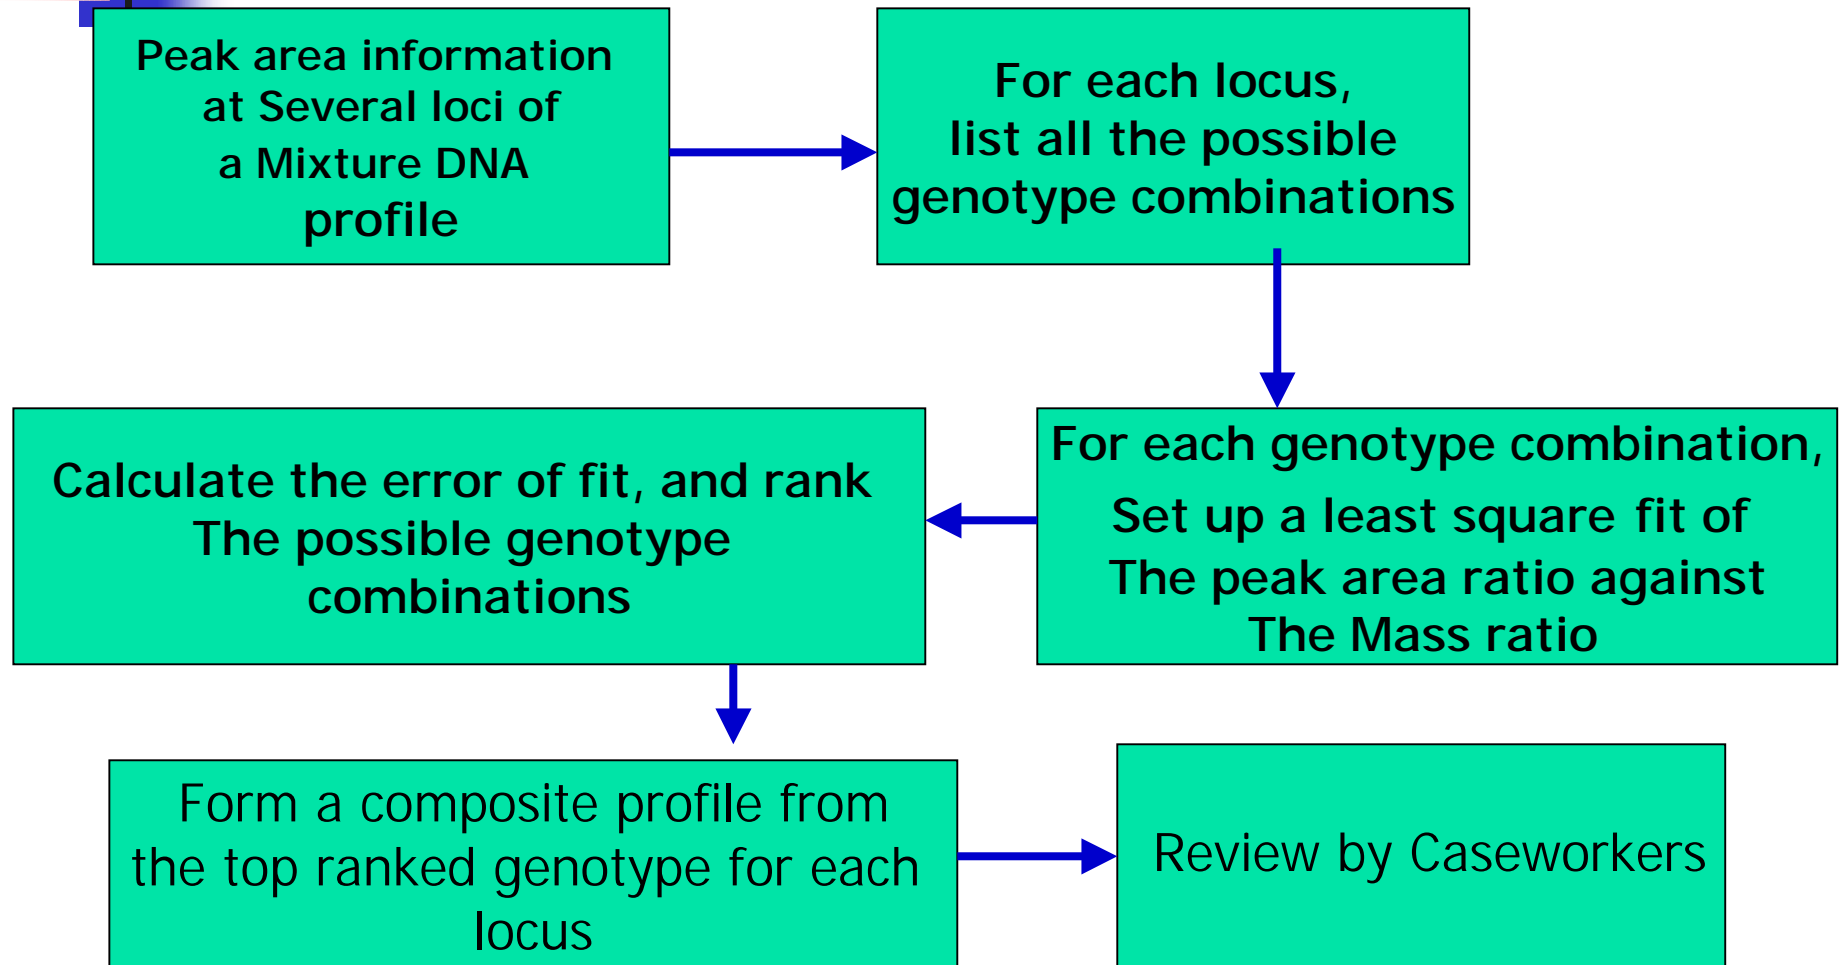 Peak area information
at Several loci of
a Mixture DNA
profile
For each locus,
list all the possible
genotype combinations
For each genotype combination,
Set up a least square fit of
The peak area ratio against
The Mass ratio
Calculate the error of fit, and rank
The possible genotype
combinations
Form a composite profile from
the top ranked genotype for each
locus
Review by Caseworkers